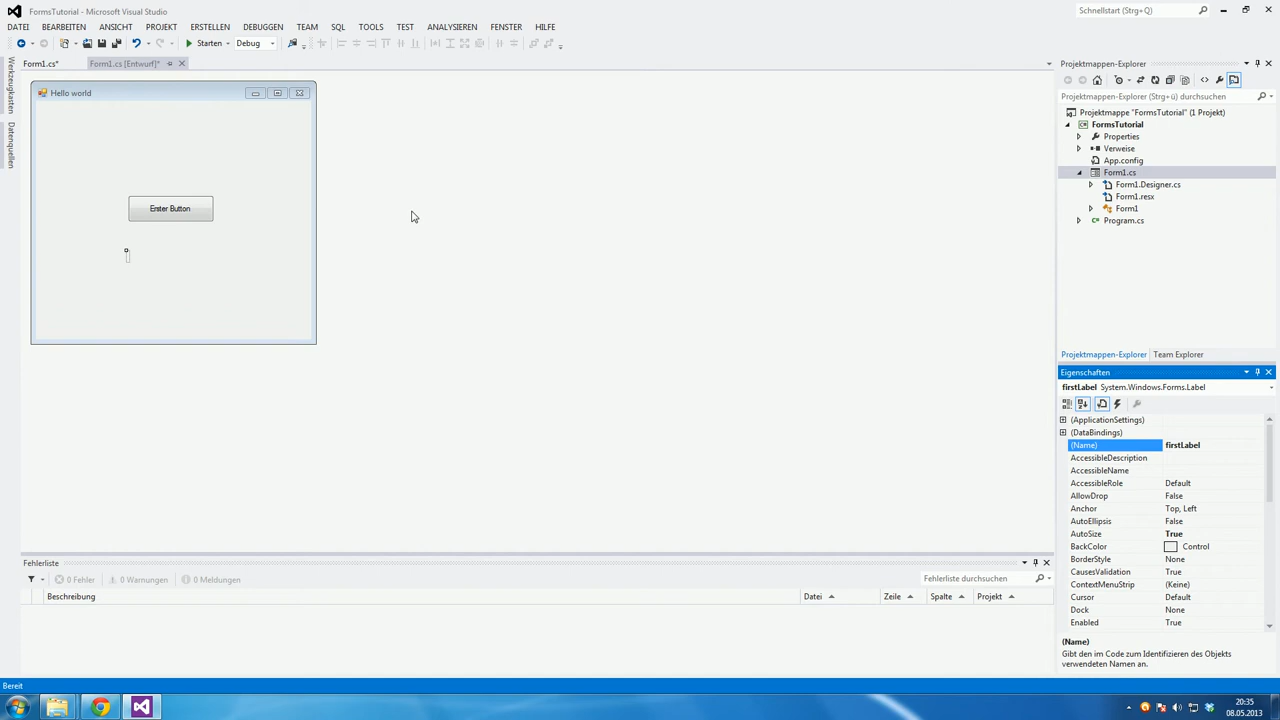 FormsTutorial - Microsoft Visual Studio
Schnellstart (Strg+Q)
DATEI BEARBEITEN ANSICHT PROJEKT ERSTELLEN DEBUGGEN TEAM SQL TOOLS TEST ANALYSIEREN FENSTER HILFE
Starten Debug
Form1.cs* Form1.cs [Entwurf]*
Werkzeugkasten
Datenquellen
Hello world
Erster Button
Projektmappen-Explorer
Projektmappen-Explorer (Strg+ü) durchsuchen
Projektmappe "FormsTutorial" (1 Projekt)
FormsTutorial
Properties
Verweise
App.config
Form1.cs
Form1.Designer.cs
Form1.resx
Form1
Program.cs
Projektmappen-Explorer Team Explorer
Eigenschaften
firstLabel System.Windows.Forms.Label
(ApplicationSettings)
(DataBindings)
(Name) firstLabel
AccessibleDescription
AccessibleName
AccessibleRole Default
AllowDrop False
Anchor Top, Left
AutoEllipsis False
AutoSize True
BackColor Control
BorderStyle None
CausesValidation True
ContextMenuStrip (Keine)
Cursor Default
Dock None
Enabled True
(Name)
Gibt den im Code zum Identifizieren des Objekts
verwendeten Namen an.
Fehlerliste
0 Fehler 0 Warnungen 0 Meldungen
Fehlerliste durchsuchen
Beschreibung Datei Zeile Spalte Projekt
Bereit
20:35
08.05.2013